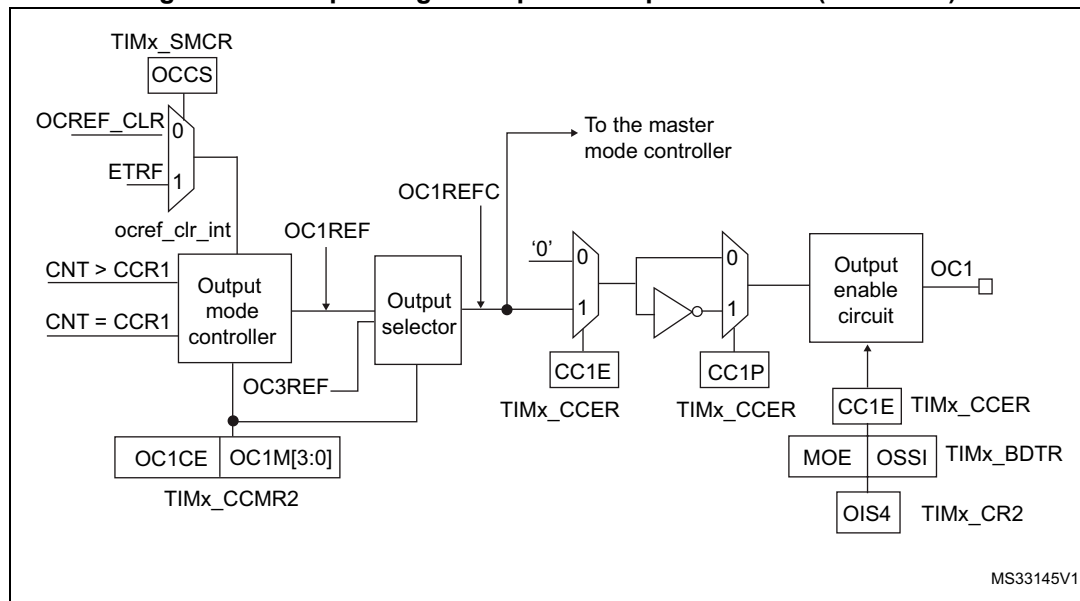 TIMx_SMCR
OCCS
OCREF_CLR
0
ETRF
1
ocref_clr_int
To the master
mode controller
OC1REFC
OC1REF
CNT > CCR1
CNT = CCR1
Output
mode
controller
Output
selector
OC3REF
OC1CE
OC1M[3:0]
TIMx_CCMR2
'0'
0
1
CC1E
TIMx_CCER
0
1
CC1P
TIMx_CCER
Output
enable
circuit
OC1
CC1E
TIMx_CCER
MOE
OSSI
TIMx_BDTR
OIS4
TIMx_CR2
MS33145V1